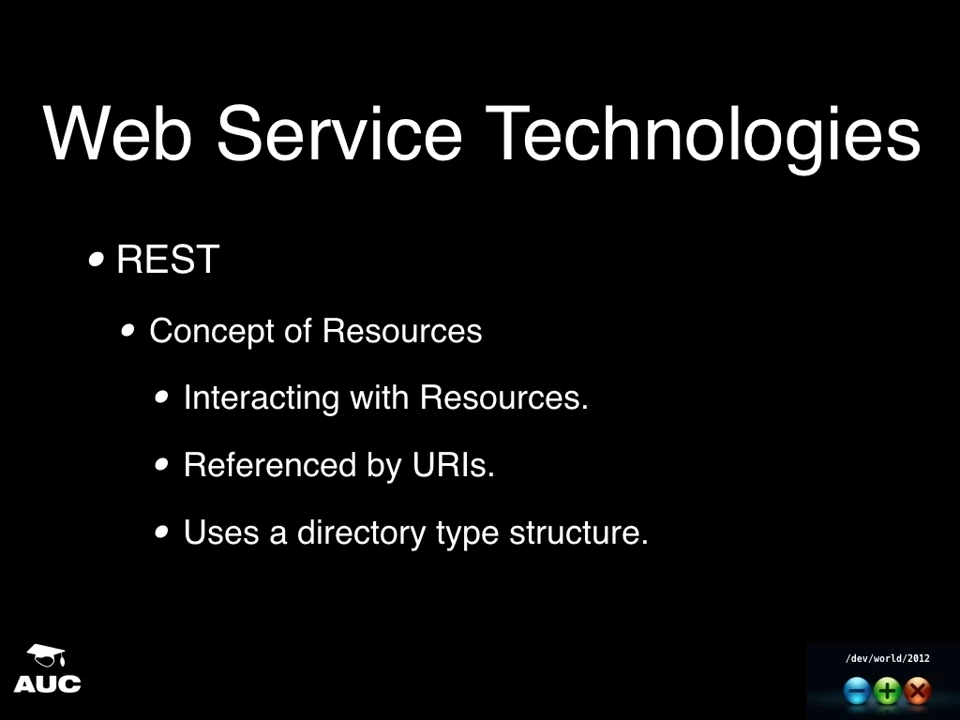 Web Service Technologies
• REST
• Concept of Resources
• Interacting with Resources.
• Referenced by URIs.
• Uses a directory type structure.
AUC
/dev/world/2012